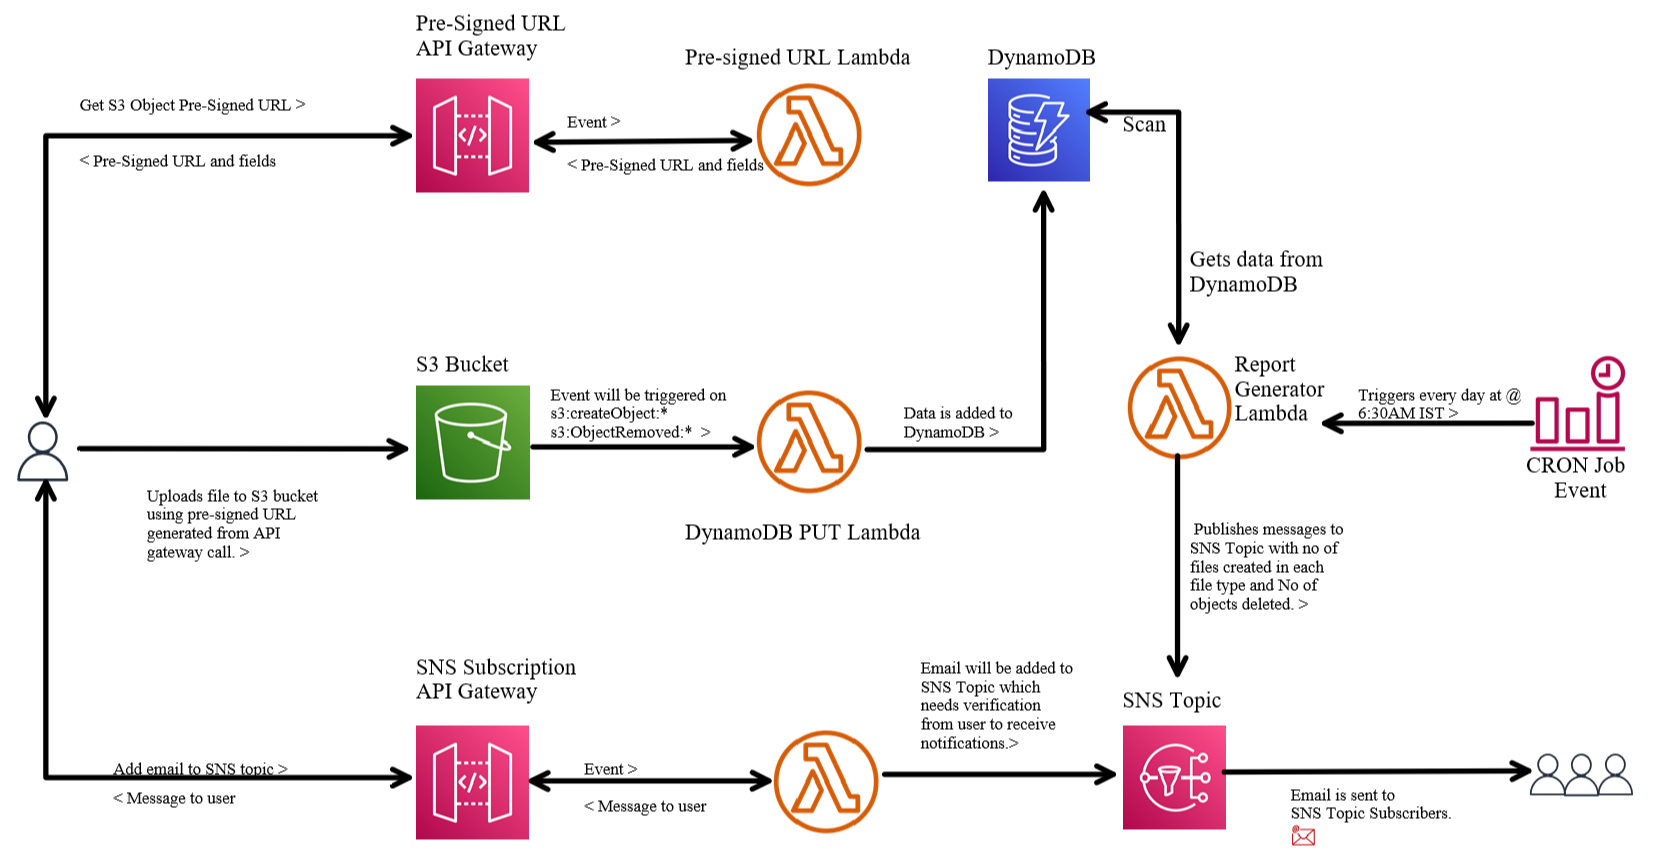 Pre-Signed URL
API Gateway
Pre-signed URL Lambda
DynamoDB
Get S3 Object Pre-Signed URL >
< Pre-Signed URL and fields
</>
Event >
< Pre-Signed URL and fields
Scan
Gets data from
DynamoDB
S3 Bucket
Event will be triggered on
s3:createObject:*
s3:ObjectRemoved:* >
Data is added to
DynamoDB >
Report
Generator
Lambda
Triggers every day at @
6:30AM IST >
CRON Job
Event
Uploads file to S3 bucket
using pre-signed URL
generated from API
gateway call. >
DynamoDB PUT Lambda
Publishes messages to
SNS Topic with no of
files created in each
file type and No of
objects deleted. >
SNS Subscription
API Gateway
Email will be added to
SNS Topic which
needs verification
from user to receive
notifications.>
SNS Topic
Add email to SNS topic >
< Message to user
</>
Event >
< Message to user
Email is sent to
SNS Topic Subscribers.